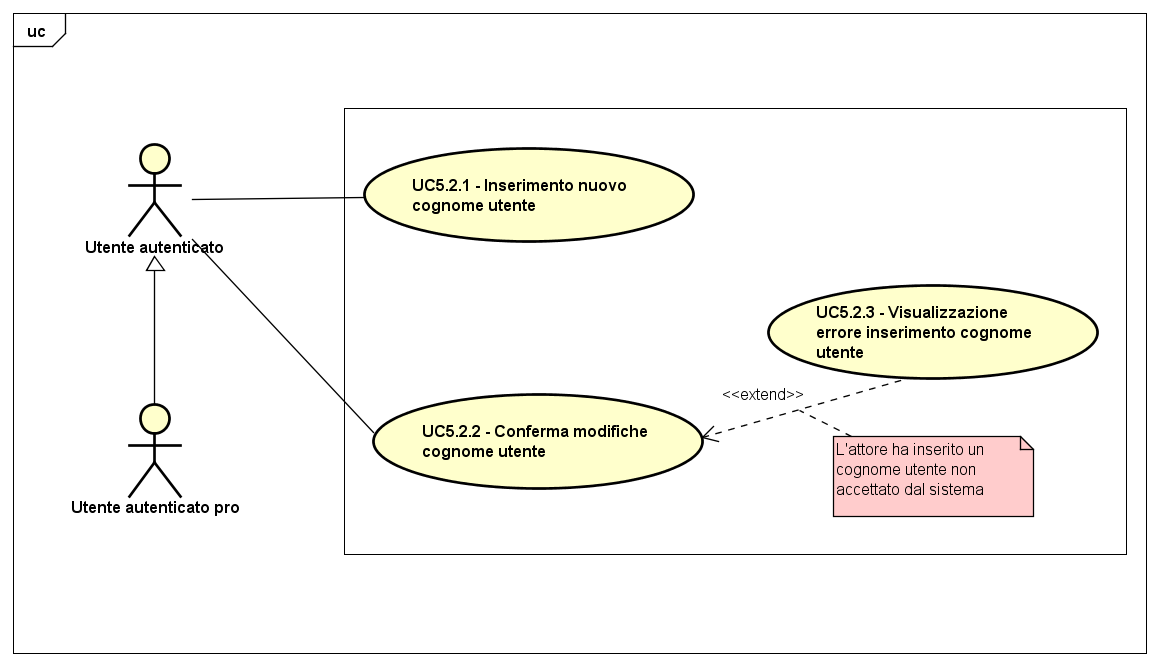 uc
UC5.2.1 - Inserimento nuovo
cognome utente
Utente autenticato
UC5.2.3 - Visualizzazione
errore inserimento cognome
utente
<<extend>>
UC5.2.2 - Conferma modifiche
cognome utente
L'attore ha inserito un
cognome utente non
accettato dal sistema
Utente autenticato pro